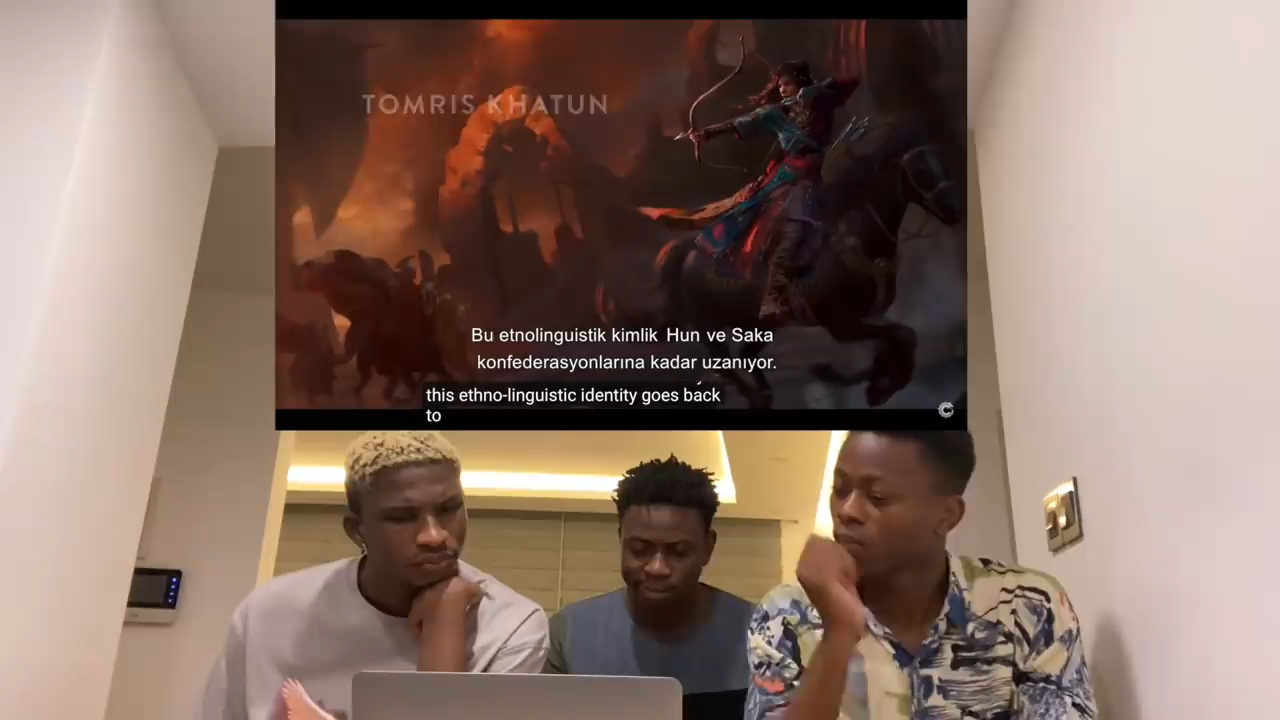 TOMRIS KHATUN
Bu etnolinguistik kimlik Hun ve Saka
konfederasyonlarına kadar uzanıyor.
this ethno-linguistic identity goes back
to